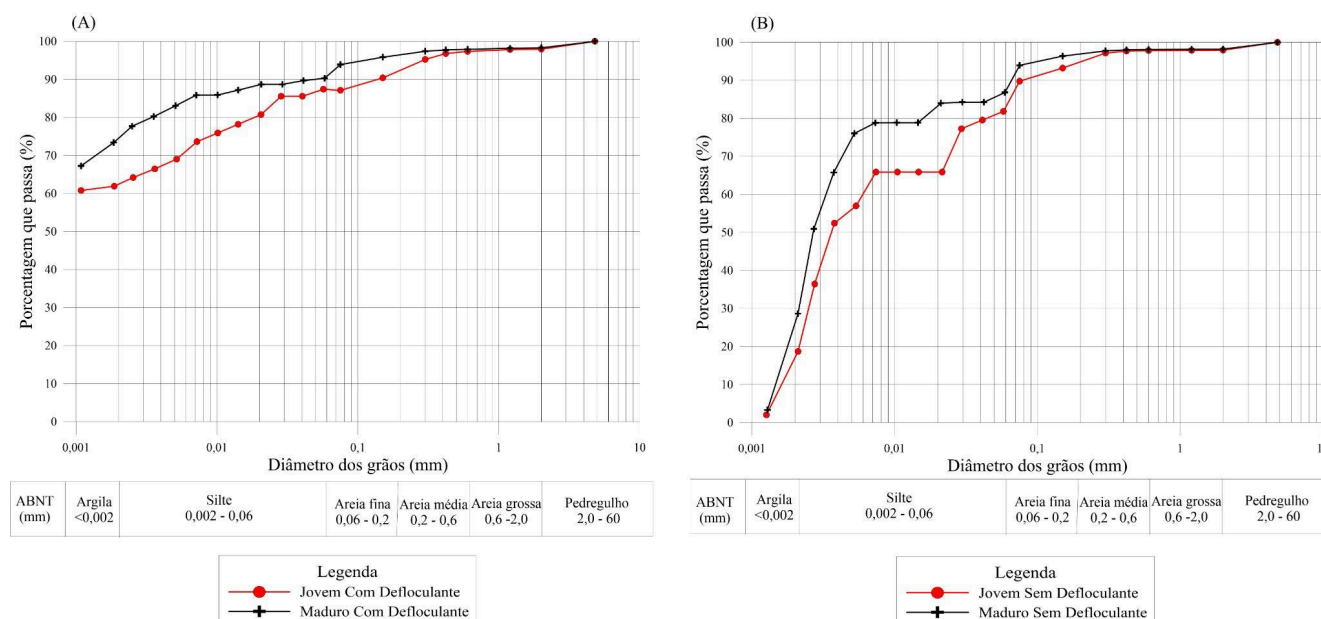 (A)
Porcentagem que passa (%)
100
90
80
70
60
50
40
30
20
10
0
0,001
0,01
0,1
1
10
Diâmetro dos grãos (mm)
ABNT (mm)
Argila <0,002
Silte 0,002 - 0,06
Areia fina 0,06 - 0,2
Areia média 0,2 - 0,6
Areia grossa 0,6 -2,0
Pedregulho 2,0 - 60
Legenda
Jovem Com Defloculante
Maduro Com Defloculante
(B)
Porcentagem que passa (%)
100
90
80
70
60
50
40
30
20
10
0
0,001
0,01
0,1
1
1
Diâmetro dos grãos (mm)
ABNT (mm)
Argila <0,002
Silte 0,002 - 0,06
Areia fina 0,06 - 0,2
Areia média 0,2 - 0,6
Areia grossa 0,6 -2,0
Pedregulho 2,0 - 60
Legenda
Jovem Sem Defloculante
Maduro Sem Defloculante